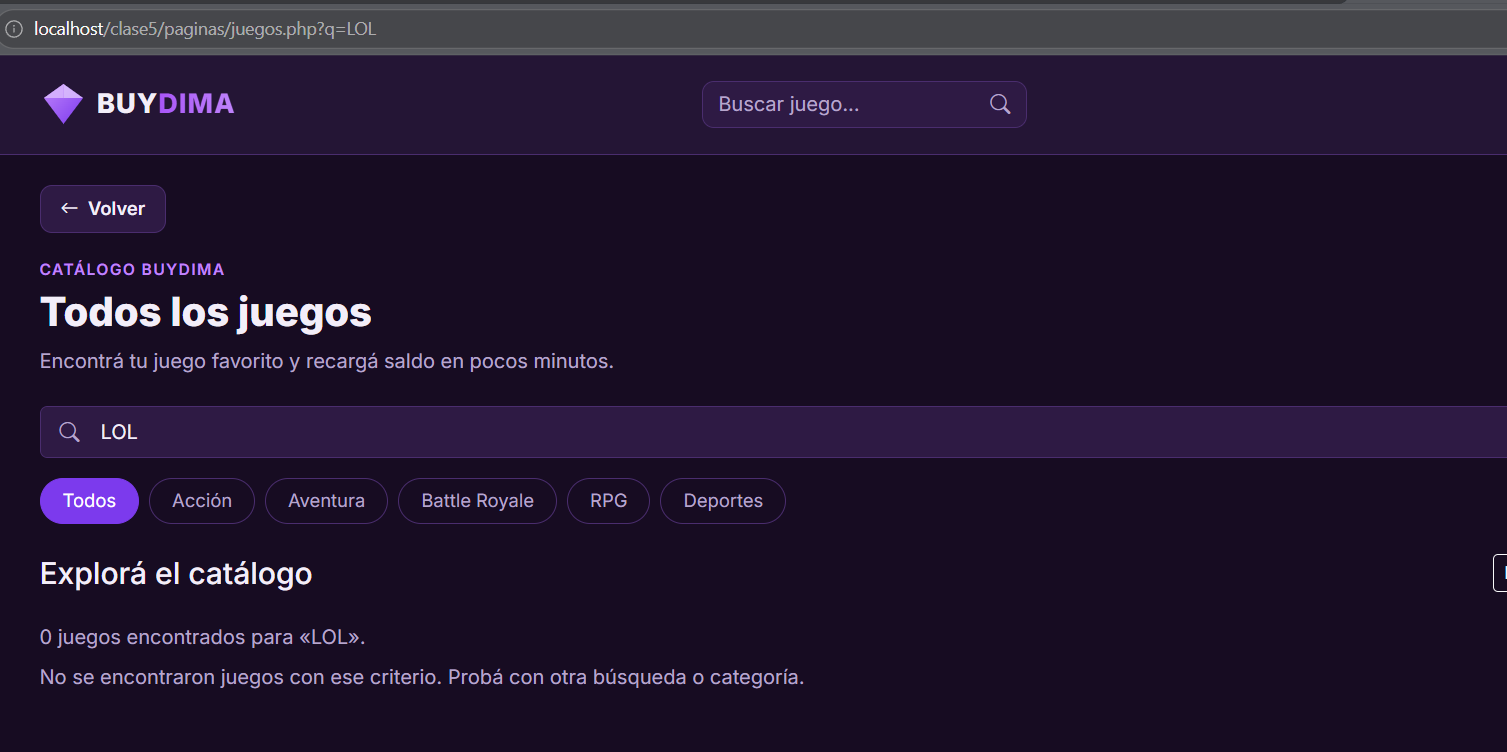 localhost/clase5/paginas/juegos.php?q=LOL
BUYDIMA
Buscar juego...
← Volver
CATÁLOGO BUYDIMA
Todos los juegos
Encontrá tu juego favorito y recargá saldo en pocos minutos.
LOL
Todos Acción Aventura Battle Royale RPG Deportes
Explorá el catálogo
0 juegos encontrados para «LOL».
No se encontraron juegos con ese criterio. Probá con otra búsqueda o categoría.